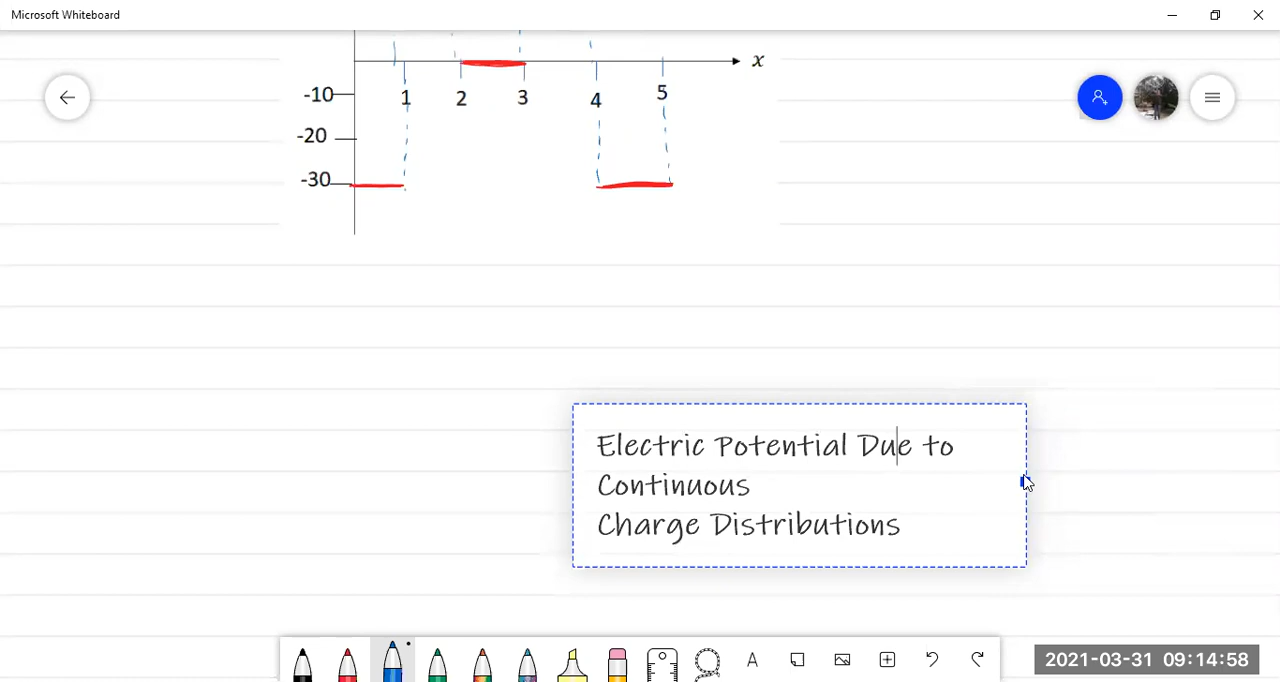 Microsoft Whiteboard
x
-10
1
2
3
4
5
-20
-30
Electric Potential Due to
Continuous
Charge Distributions
A
2021-03-31 09:14:58